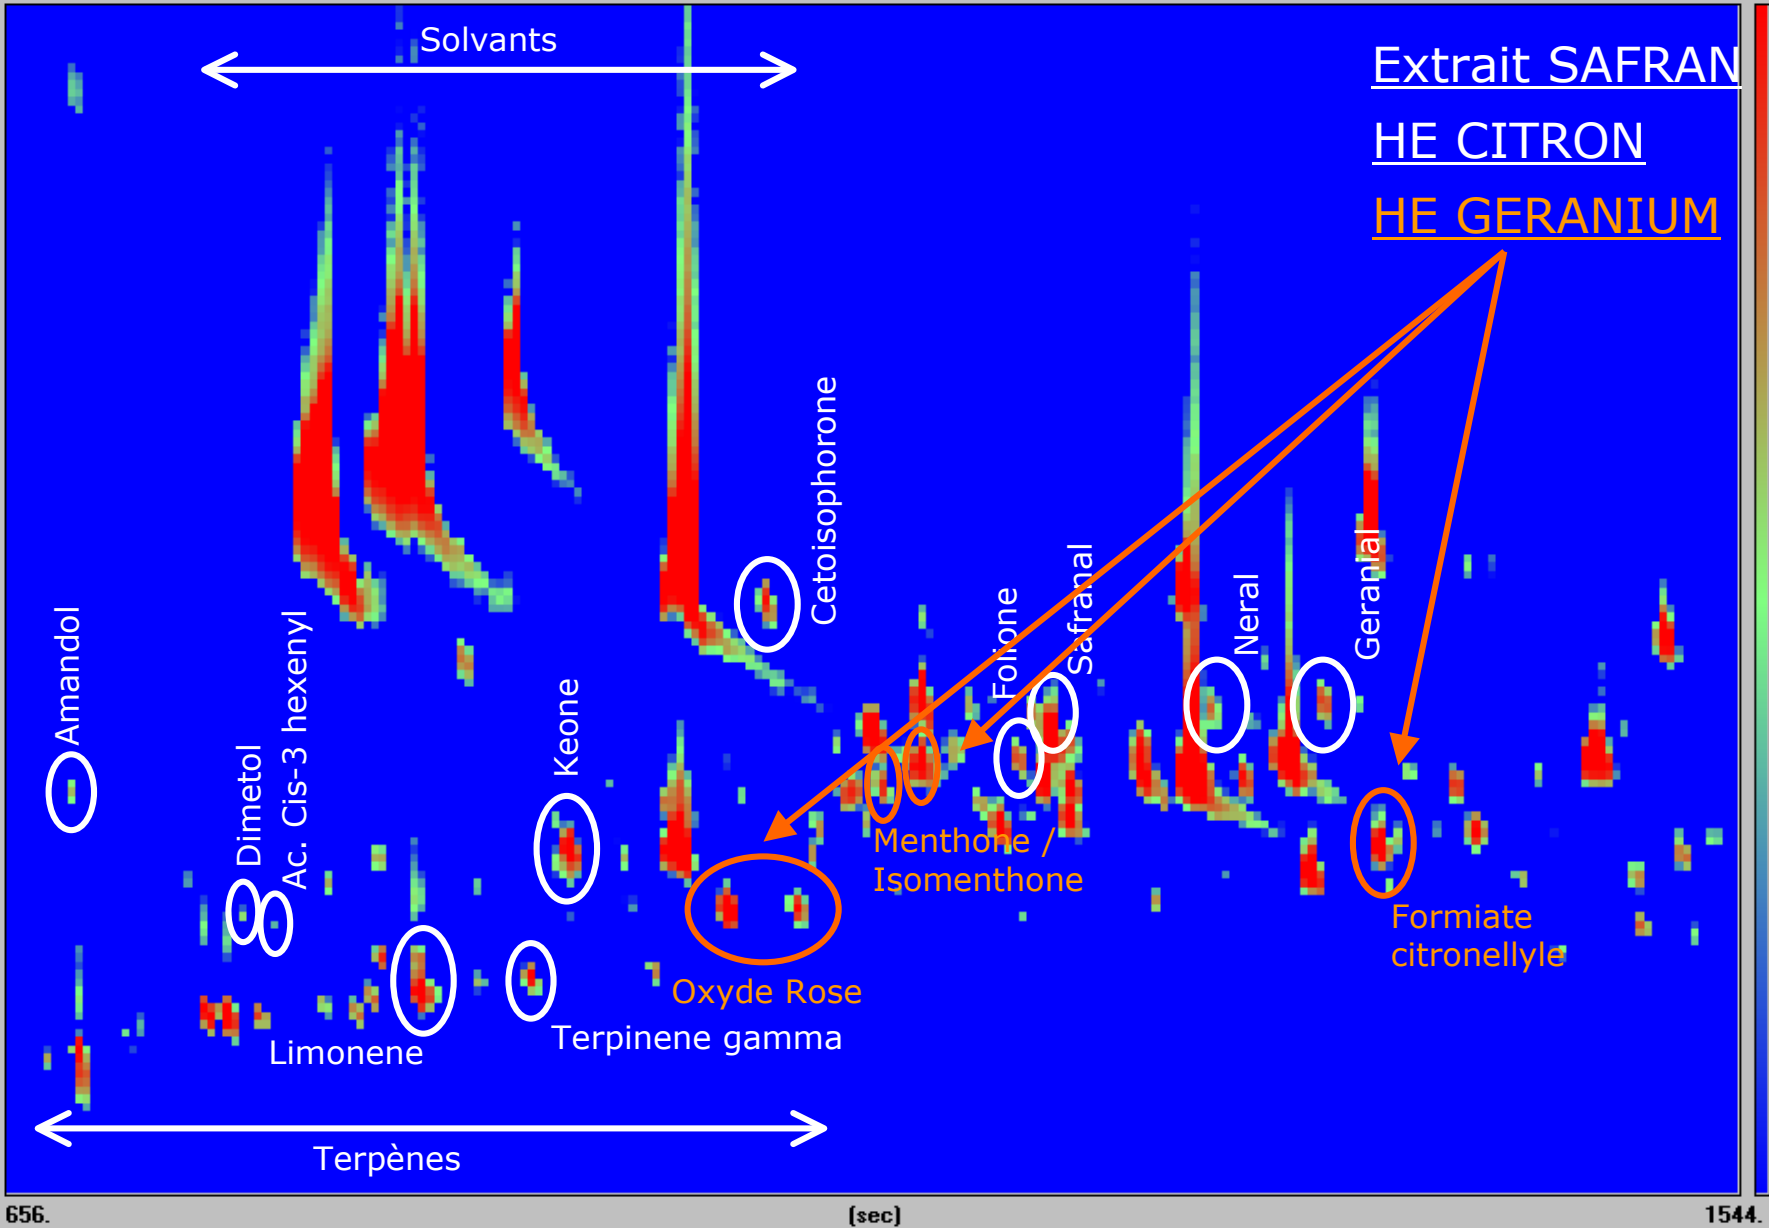 Solvants
Extrait SAFRAN
HE CITRON
HE GERANIUM
Cetoisophorone
Amandol
Dimetol
Ac. Cis-3 hexenyl
Keone
Folione
Safranal
Neral
Geranial
Menthone /
Isomenthone
Formiate
citronellyle
Oxyde Rose
Terpinene gamma
Limonene
Terpènes
656.
(sec)
1544.